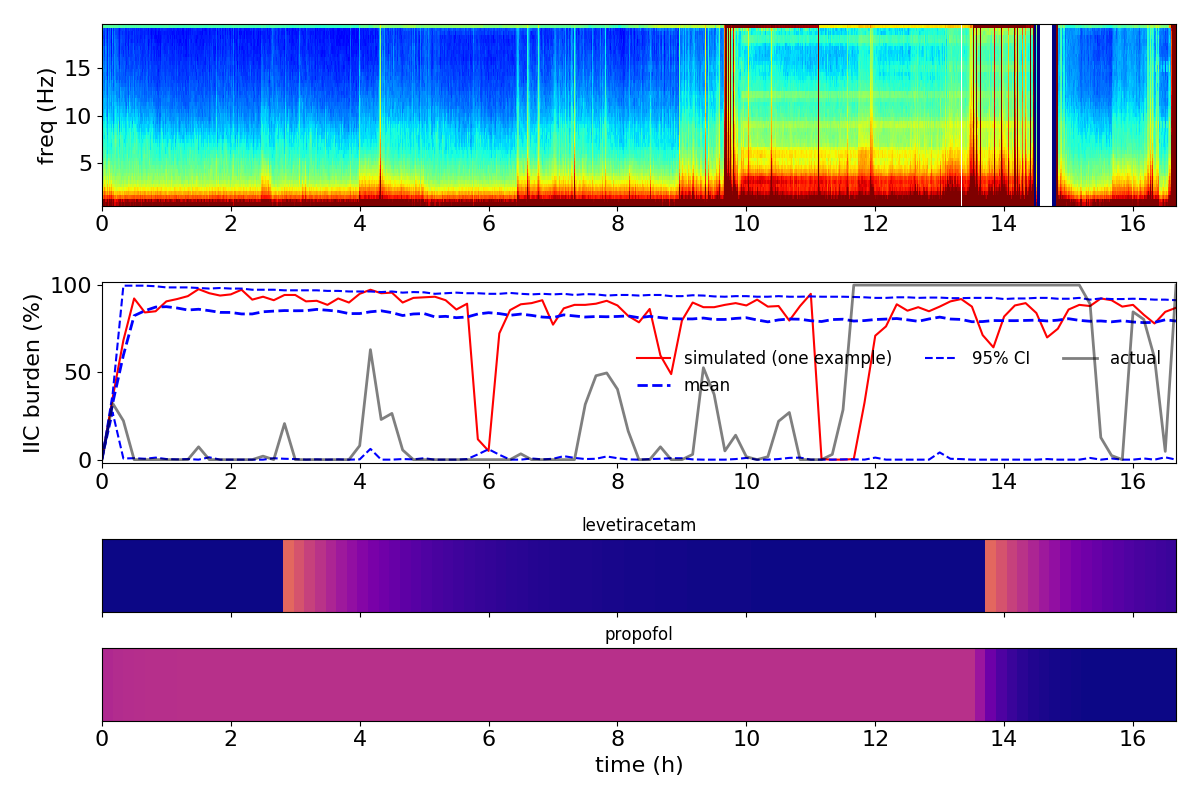 15
10
5
freq (Hz)
0 2 4 6 8 10 12 14 16
100
50
0
IIC burden (%)
simulated (one example) 95% CI actual
mean
0 2 4 6 8 10 12 14 16
levetiracetam
propofol
0 2 4 6 8 10 12 14 16
time (h)